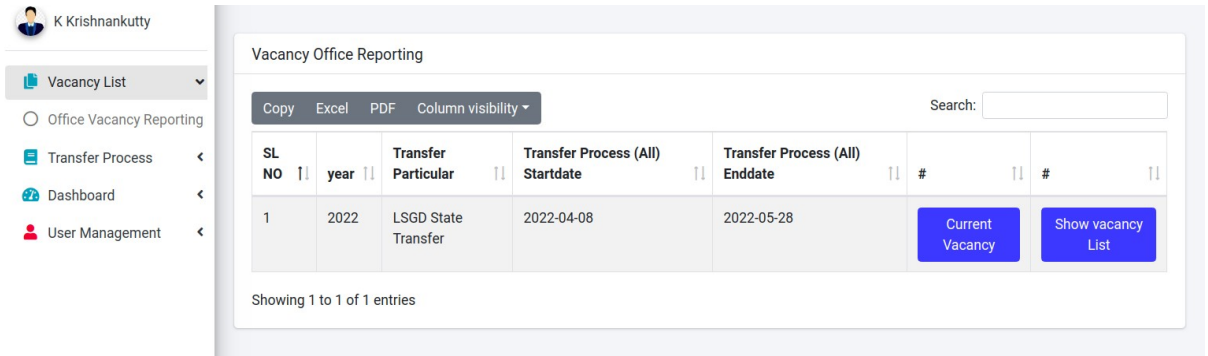 K Krishnankutty
Vacancy List
Office Vacancy Reporting
Transfer Process
Dashboard
User Management
Vacancy Office Reporting
Copy Excel PDF Column visibility
Search:
SL NO year Transfer Particular Transfer Process (All) Startdate Transfer Process (All) Enddate # #
1 2022 LSGD State Transfer 2022-04-08 2022-05-28 Current Vacancy Show vacancy List
Showing 1 to 1 of 1 entries